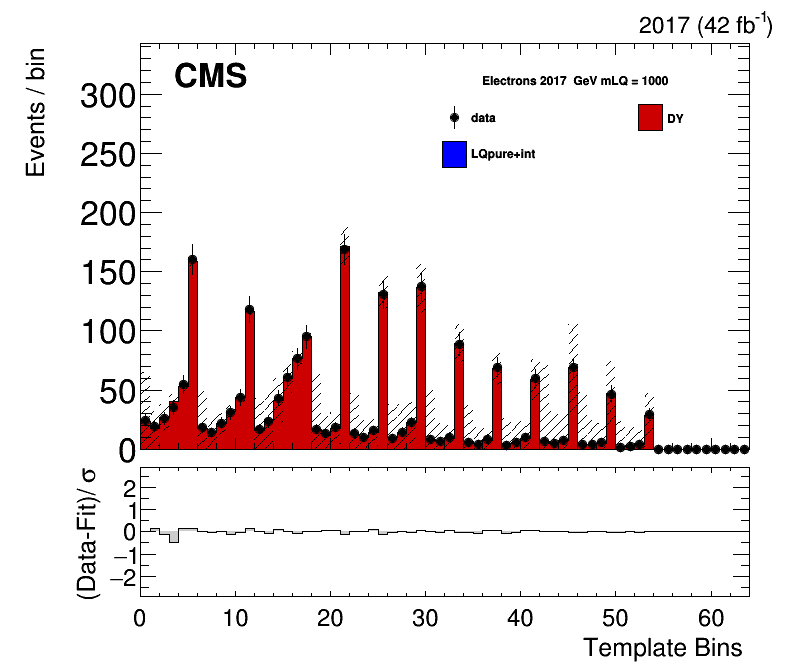 2017 (42 fb-1)
CMS
Electrons 2017 GeV mLQ = 1000
data
DY
LQpure+int
Events / bin
300
250
200
150
100
50
0
(Data-Fit)/ σ
2
1
0
−1
−2
0 10 20 30 40 50 60
Template Bins